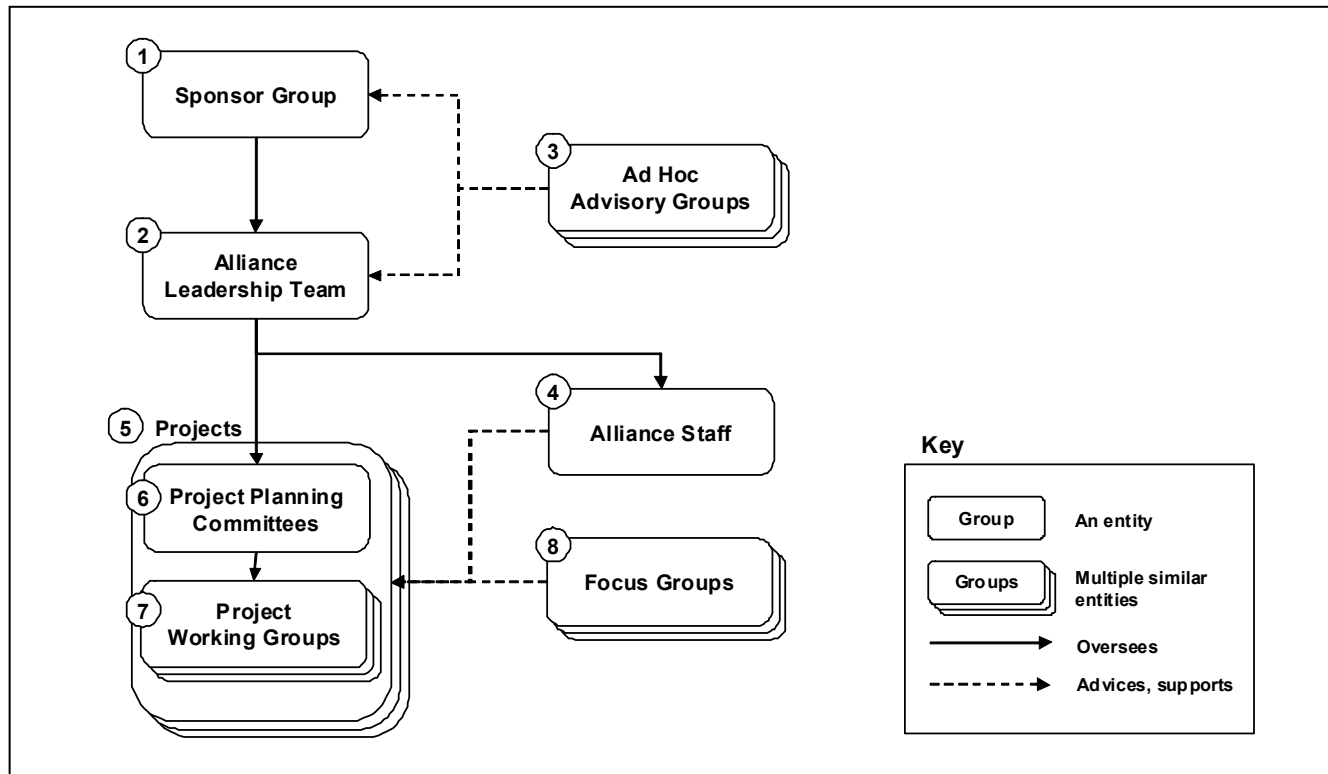 1
Sponsor Group
3
Ad Hoc
Advisory Groups
2
Alliance
Leadership Team
4
Alliance Staff
5 Projects
6
Project Planning
Committees
8
Focus Groups
7
Project
Working Groups
Key
Group An entity
Groups Multiple similar
entities
Oversees
Advices, supports